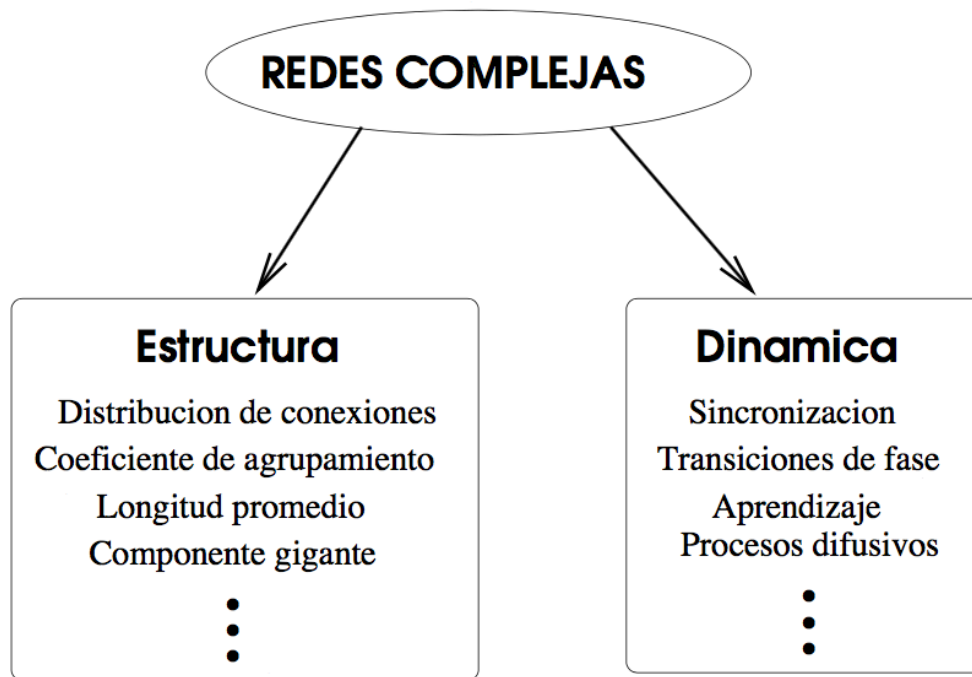 REDES COMPLEJAS
Estructura
Distribucion de conexiones
Coeficiente de agrupamiento
Longitud promedio
Componente gigante
Dinamica
Sincronizacion
Transiciones de fase
Aprendizaje
Procesos difusivos